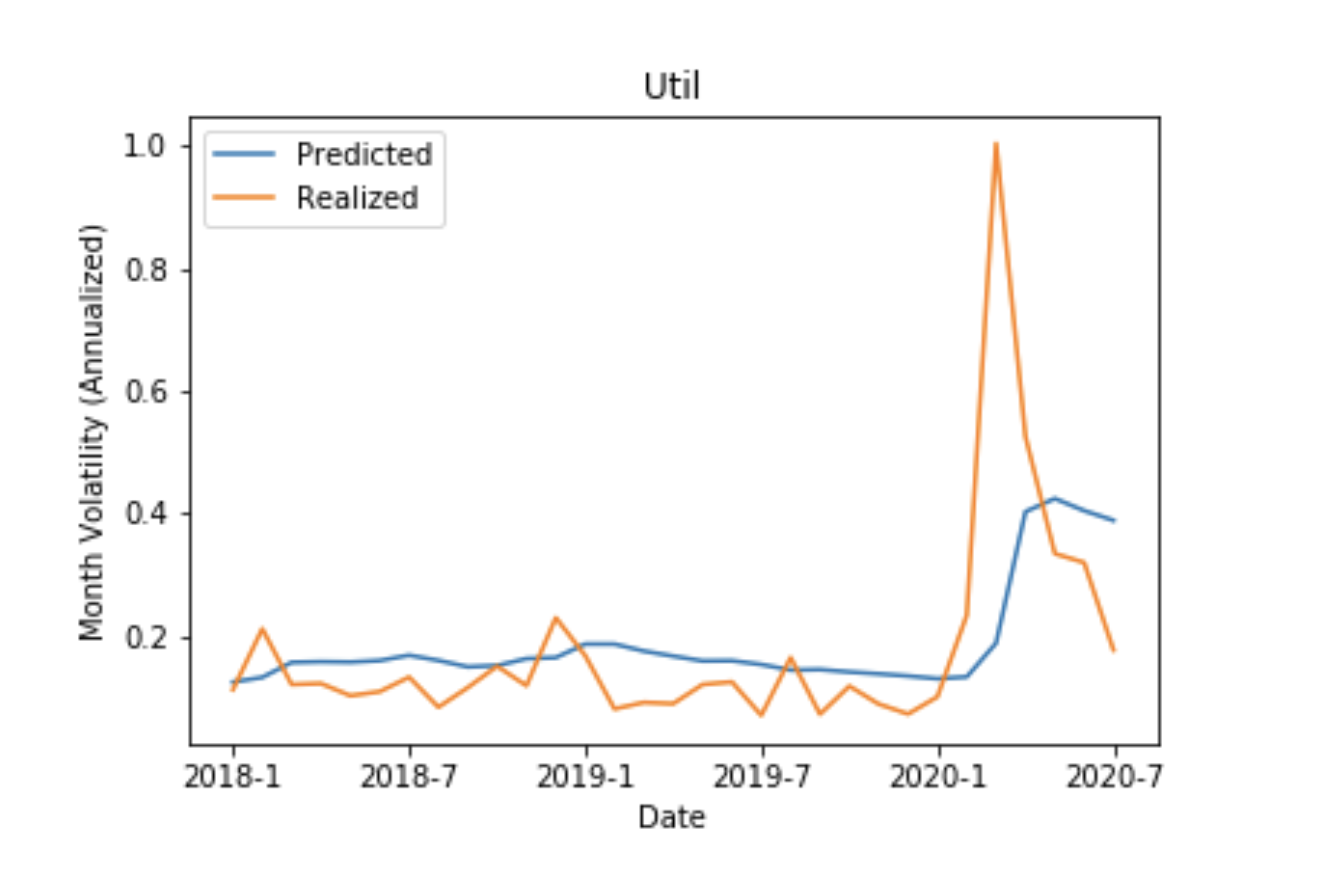 Util
Predicted
Realized
Month Volatility (Annualized)
1.0
0.8
0.6
0.4
0.2
2018-1 2018-7 2019-1 2019-7 2020-1 2020-7
Date